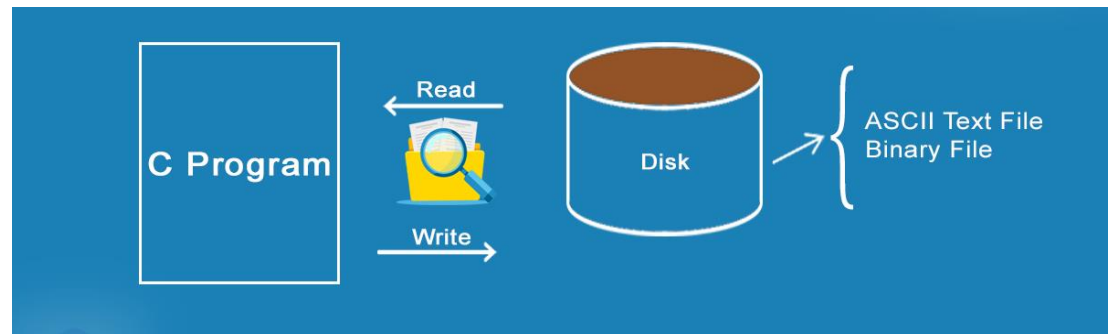 C Program
Read
Write
Disk
ASCII Text File
Binary File